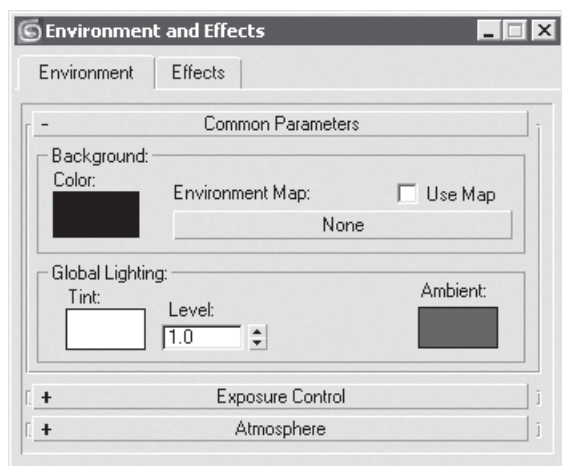 Environment and Effects
Environment Effects
- Common Parameters
Background:
Color:
Environment Map: Use Map
None
Global Lighting:
Tint:
Level:
Ambient:
1.0
+ Exposure Control
+ Atmosphere